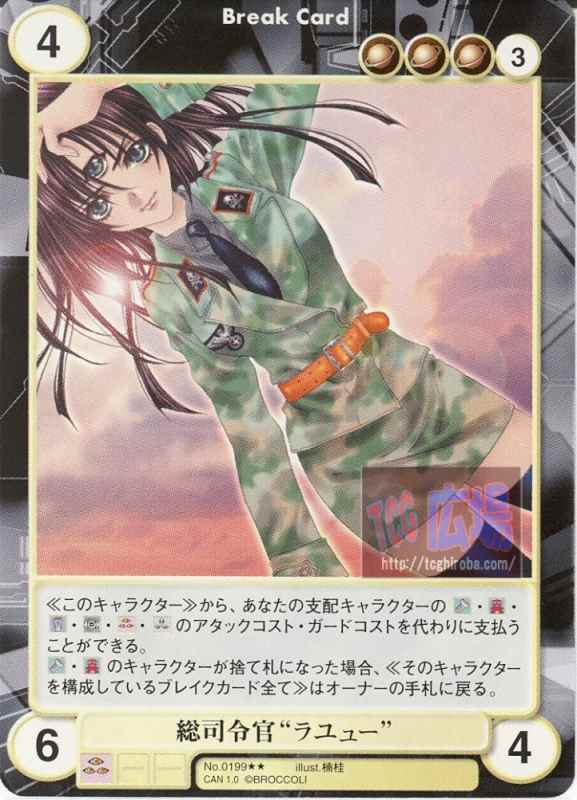 Break Card
4
3
TCG広場
http://tcghiroba.com/
≪このキャラクター≫から、あなたの支配キャラクターの ・ ・
・ ・ ・ のアタックコスト・ガードコストを代わりに支払う
ことができる。
・ のキャラクターが捨て札になった場合、≪そのキャラクター
を構成しているブレイクカード全て≫はオーナーの手札に戻る。
6
総司令官“ラユュー”
4
No.0199★★ illust.楠桂
CAN 1.0 ©BROCCOLI